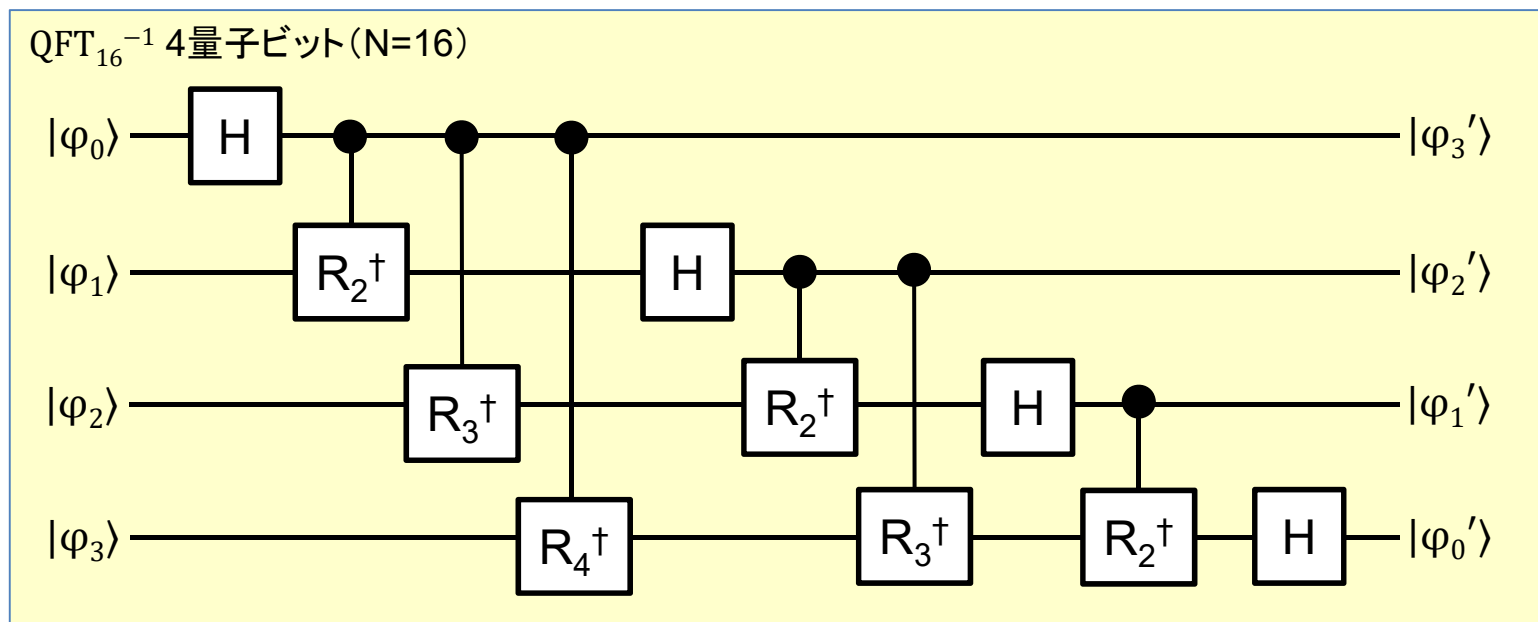 QFT₁₆⁻¹ 4量子ビット(N=16)
|φ₀⟩ H |φ₃′⟩
|φ₁⟩ R₂† H |φ₂′⟩
|φ₂⟩ R₃† R₂† H |φ₁′⟩
|φ₃⟩ R₄† R₃† R₂† H |φ₀′⟩